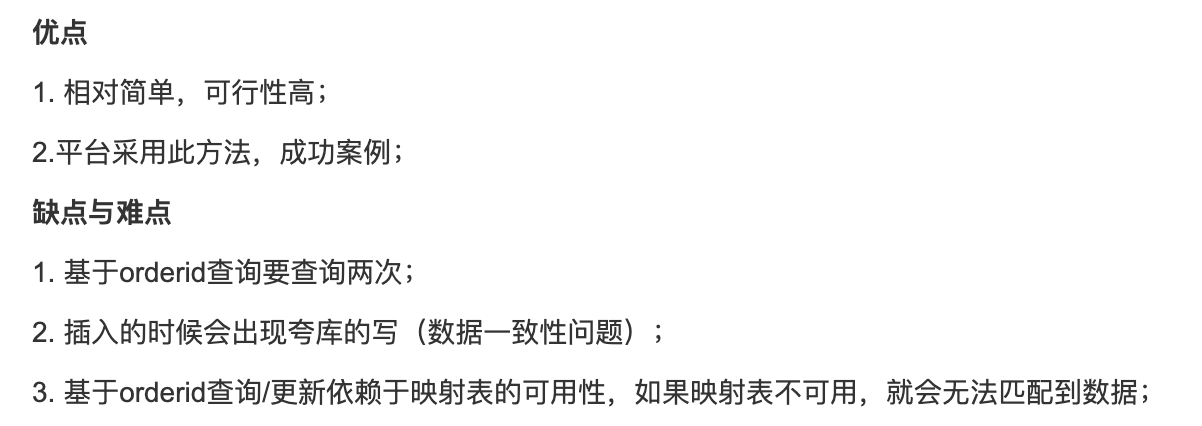 优点
1. 相对简单，可行性高；
2.平台采用此方法，成功案例；
缺点与难点
1. 基于orderid查询要查询两次；
2. 插入的时候会出现夸库的写（数据一致性问题）；
3. 基于orderid查询/更新依赖于映射表的可用性，如果映射表不可用，就会无法匹配到数据；